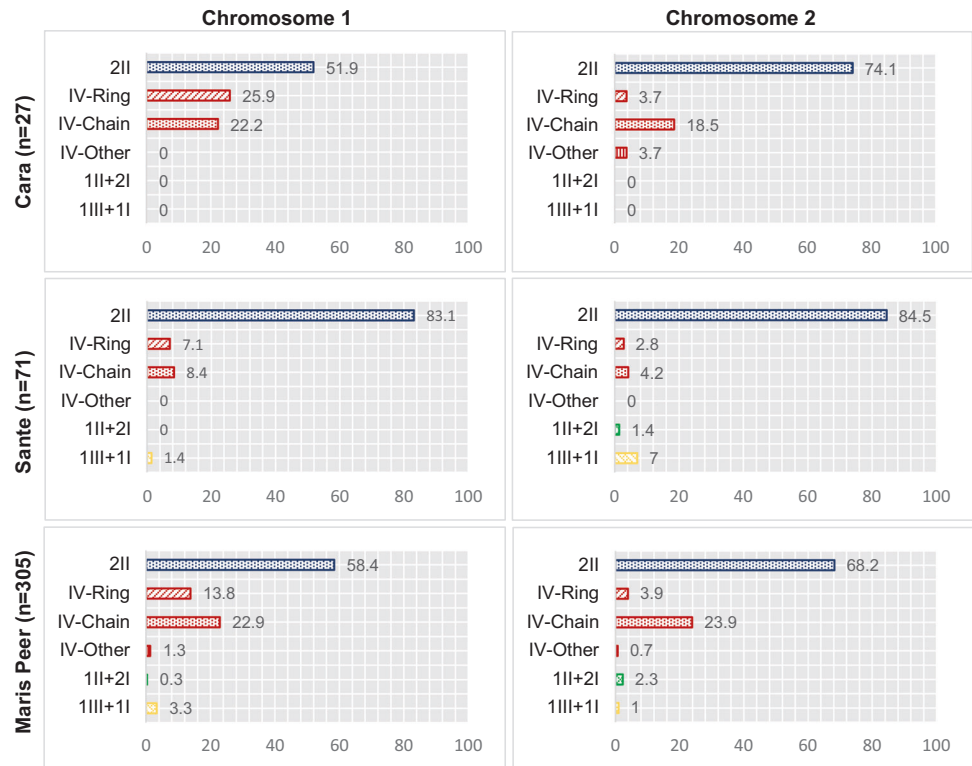 Chromosome 1
Chromosome 2
Cara (n=27)
2II 51.9
IV-Ring 25.9
IV-Chain 22.2
IV-Other 0
1II+2I 0
1III+1I 0
0 20 40 60 80 100
2II 74.1
IV-Ring 3.7
IV-Chain 18.5
IV-Other 3.7
1II+2I 0
1III+1I 0
0 20 40 60 80 100
Sante (n=71)
2II 83.1
IV-Ring 7.1
IV-Chain 8.4
IV-Other 0
1II+2I 0
1III+1I 1.4
0 20 40 60 80 100
2II 84.5
IV-Ring 2.8
IV-Chain 4.2
IV-Other 0
1II+2I 1.4
1III+1I 7
0 20 40 60 80 100
Maris Peer (n=305)
2II 58.4
IV-Ring 13.8
IV-Chain 22.9
IV-Other 1.3
1II+2I 0.3
1III+1I 3.3
0 20 40 60 80 100
2II 68.2
IV-Ring 3.9
IV-Chain 23.9
IV-Other 0.7
1II+2I 2.3
1III+1I 1
0 20 40 60 80 100